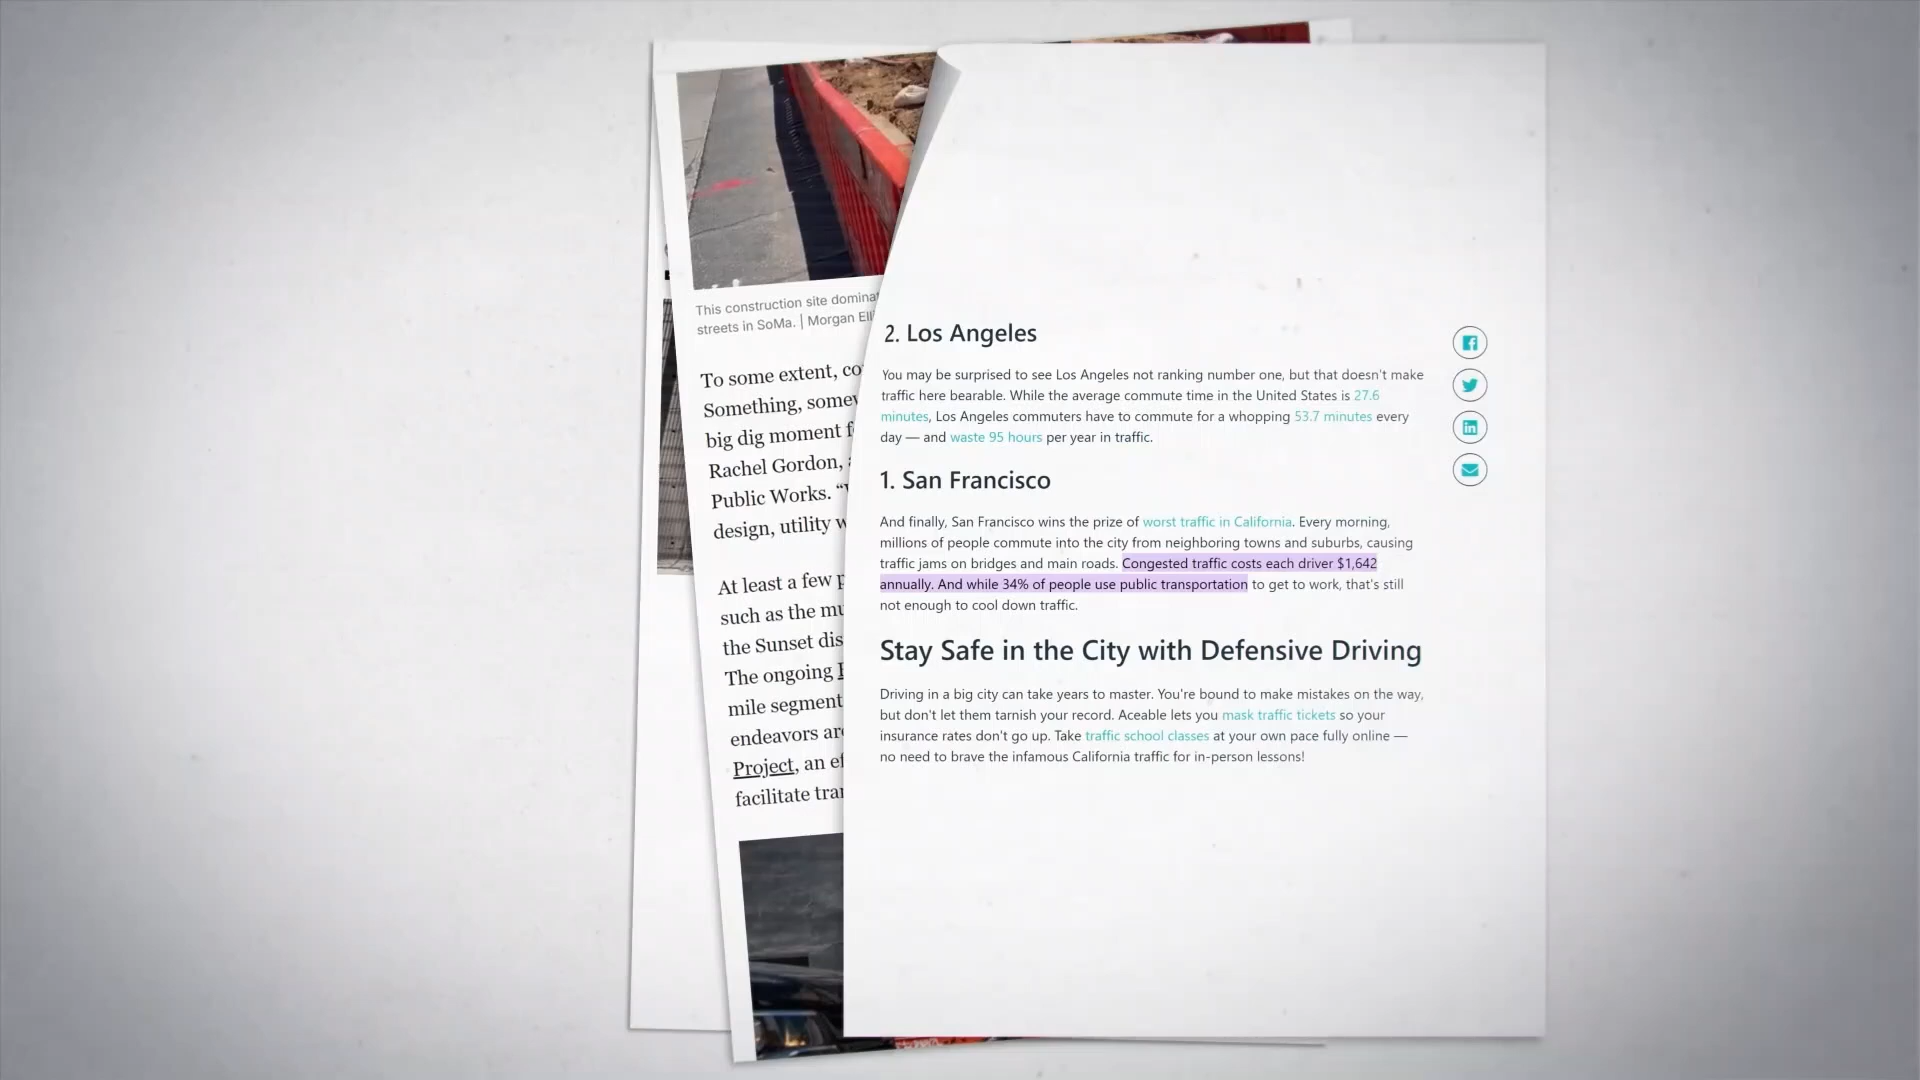 This construction site domina
streets in SoMa. | Morgan Ell
To some extent, co
Something, somew
big dig moment f
Rachel Gordon,
Public Works. “
design, utility w
At least a few p
such as the mu
the Sunset dis
The ongoing
mile segment
endeavors ar
Project, an ef
facilitate tra
2. Los Angeles
You may be surprised to see Los Angeles not ranking number one, but that doesn't make
traffic here bearable. While the average commute time in the United States is 27.6
minutes, Los Angeles commuters have to commute for a whopping 53.7 minutes every
day — and waste 95 hours per year in traffic.
1. San Francisco
And finally, San Francisco wins the prize of worst traffic in California. Every morning,
millions of people commute into the city from neighboring towns and suburbs, causing
traffic jams on bridges and main roads. Congested traffic costs each driver $1,642
annually. And while 34% of people use public transportation to get to work, that's still
not enough to cool down traffic.
Stay Safe in the City with Defensive Driving
Driving in a big city can take years to master. You're bound to make mistakes on the way,
but don't let them tarnish your record. Aceable lets you mask traffic tickets so your
insurance rates don't go up. Take traffic school classes at your own pace fully online —
no need to brave the infamous California traffic for in-person lessons!